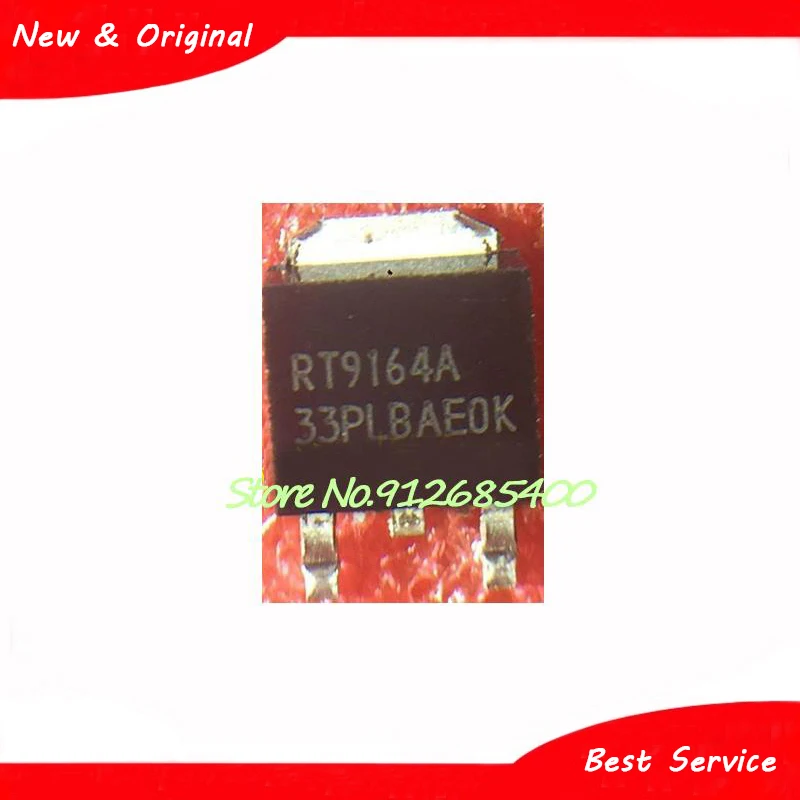 New & Original
RT9164A
33PLBAE0K
Store No.912685400
Best Service